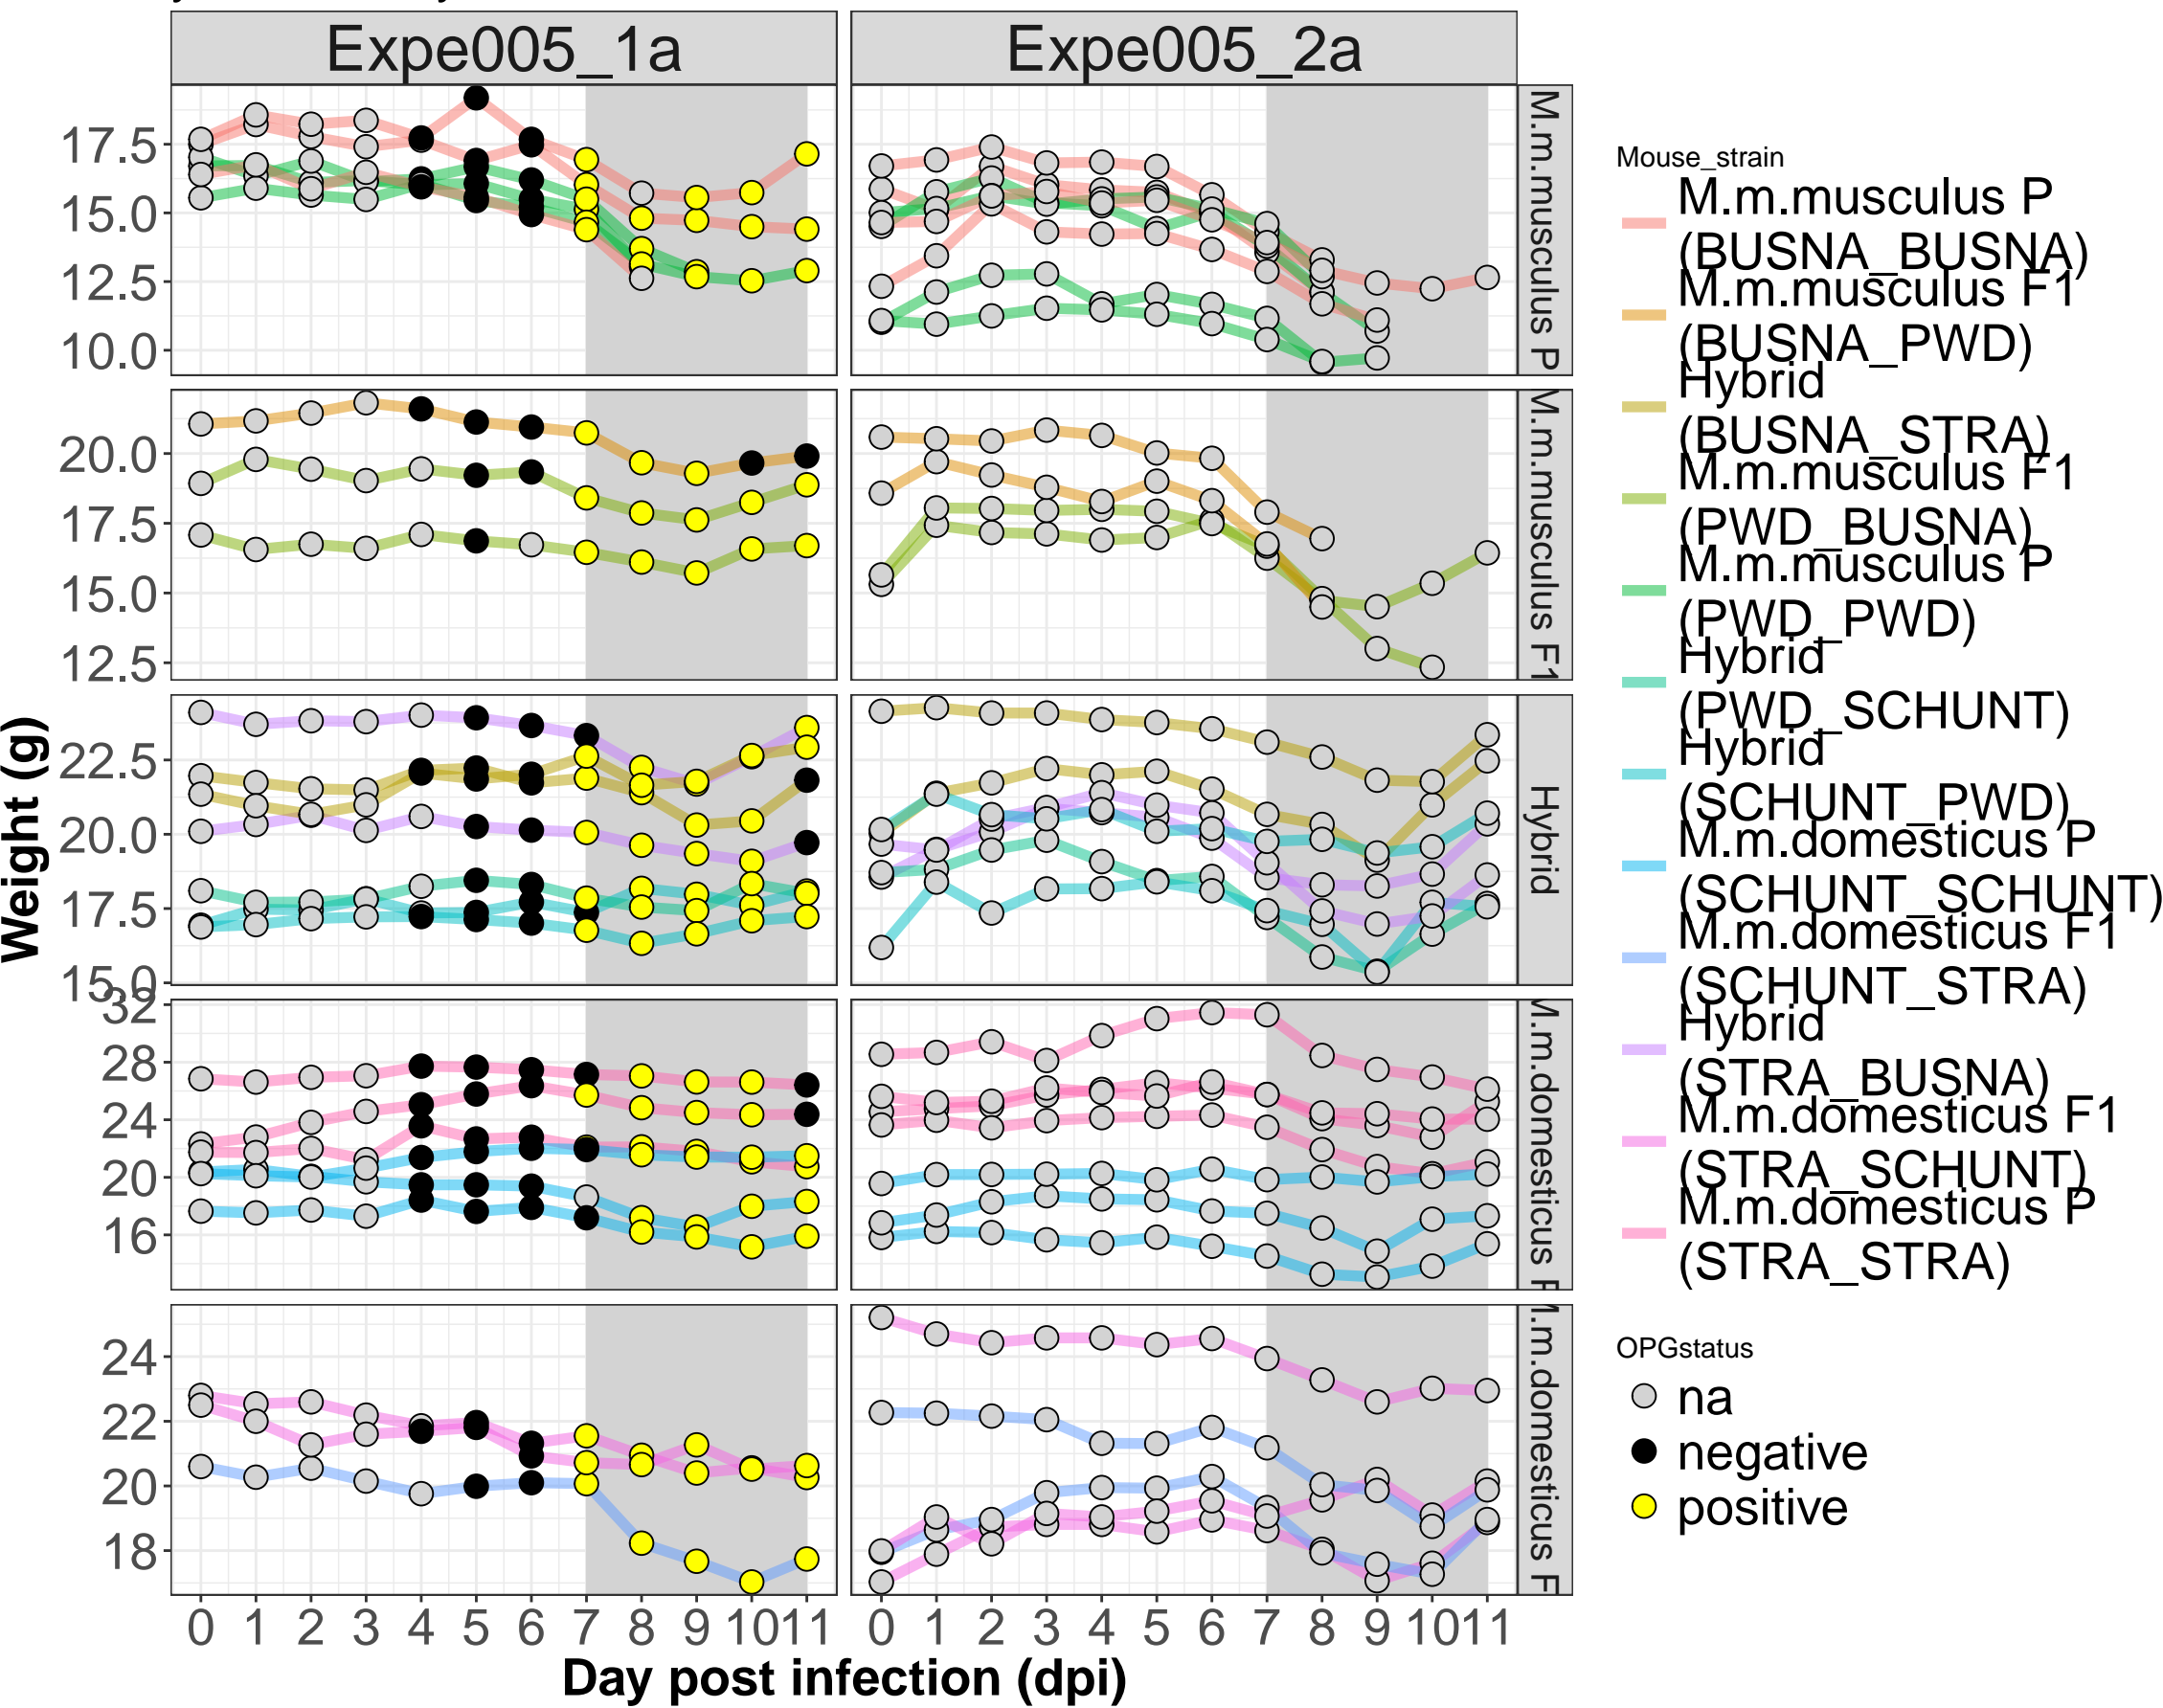 Expe005_1a
Expe005_2a
17.5
15.0
12.5
10.0
M.m.musculus P
20.0
17.5
15.0
12.5
M.m.musculus F1
22.5
20.0
17.5
15.0
Hybrid
32
28
24
20
16
M.m.domesticus
24
22
20
18
M.m.domesticus F
Weight (g)
0 1 2 3 4 5 6 7 8 9 10 11
0 1 2 3 4 5 6 7 8 9 10 11
Day post infection (dpi)
Mouse_strain
M.m.musculus P
(BUSNA_BUSNA)
M.m.musculus F1
(BUSNA_PWD)
Hybrid
(BUSNA_STRA)
M.m.musculus F1
(PWD_BUSNA)
M.m.musculus P
(PWD_PWD)
Hybrid
(PWD_SCHUNT)
Hybrid
(SCHUNT_PWD)
M.m.domesticus P
(SCHUNT_SCHUNT)
M.m.domesticus F1
(SCHUNT_STRA)
Hybrid
(STRA_BUSNA)
M.m.domesticus F1
(STRA_SCHUNT)
M.m.domesticus P
(STRA_STRA)
OPGstatus
na
negative
positive